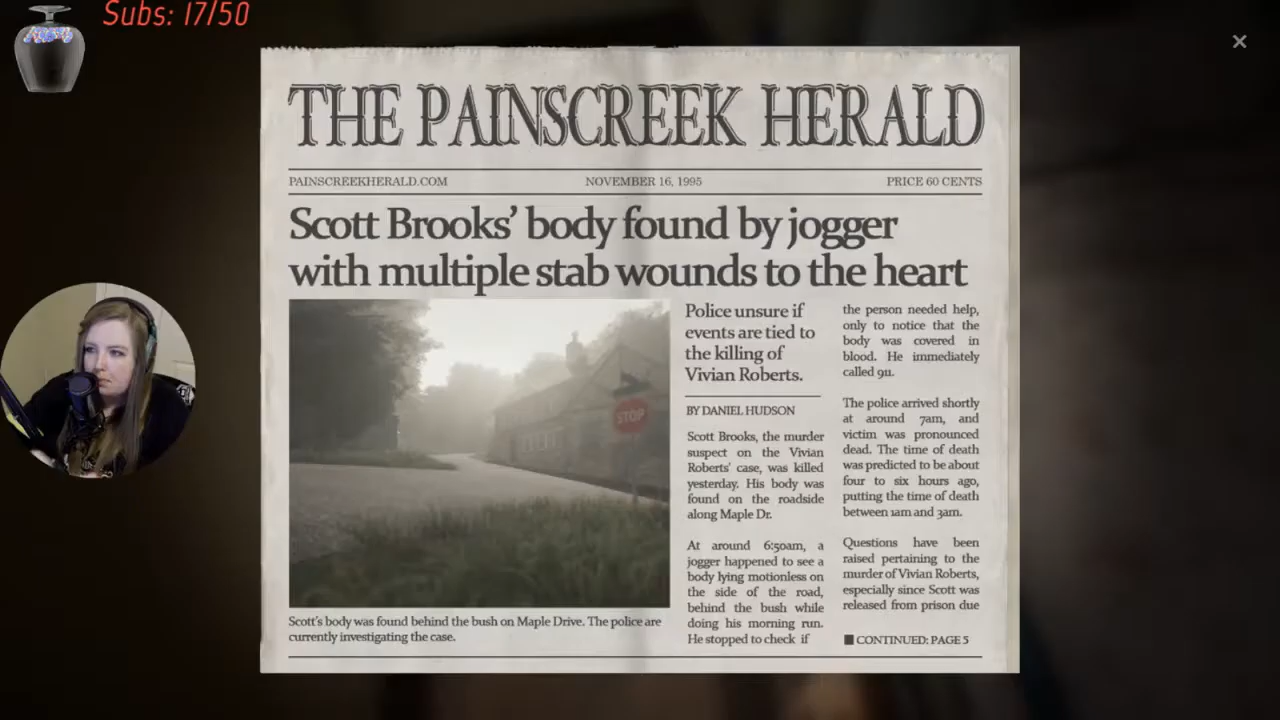 Subs: 17/50
THE PAINSCREEK HERALD
PAINSCREEKHERALD.COM NOVEMBER 16, 1995 PRICE 60 CENTS
Scott Brooks' body found by jogger
with multiple stab wounds to the heart
STOP
Scott's body was found behind the bush on Maple Drive. The police are
currently investigating the case.
Police unsure if
events are tied to
the killing of
Vivian Roberts.
BY DANIEL HUDSON
Scott Brooks, the murder
suspect on the Vivian
Roberts' case, was killed
yesterday. His body was
found on the roadside
along Maple Dr.
At around 6:50am, a
jogger happened to see a
body lying motionless on
the side of the road,
behind the bush while
doing his morning run.
He stopped to check if
the person needed help,
only to notice that the
body was covered in
blood. He immediately
called 911.
The police arrived shortly
at around 7am, and
victim was pronounced
dead. The time of death
was predicted to be about
four to six hours ago,
putting the time of death
between 1am and 3am.
Questions have been
raised pertaining to the
murder of Vivian Roberts,
especially since Scott was
released from prison due
CONTINUED: PAGE 5